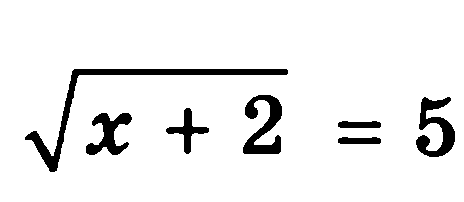 √(x + 2) = 5